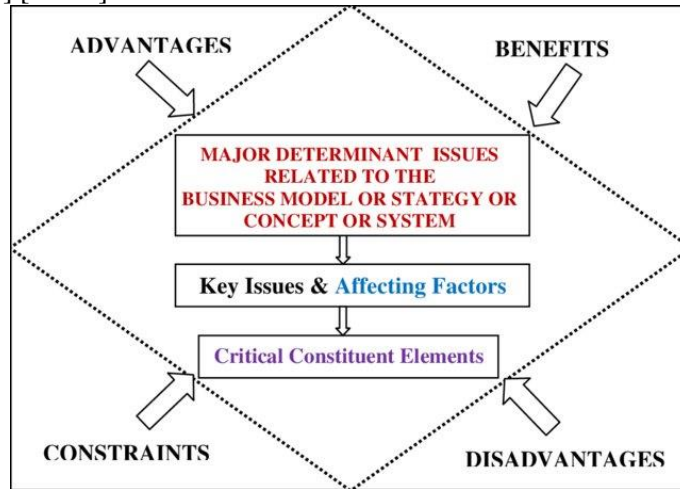 ADVANTAGES
BENEFITS
MAJOR DETERMINANT ISSUES
RELATED TO THE
BUSINESS MODEL OR STATEGY OR
CONCEPT OR SYSTEM
Key Issues & Affecting Factors
Critical Constituent Elements
CONSTRAINTS
DISADVANTAGES